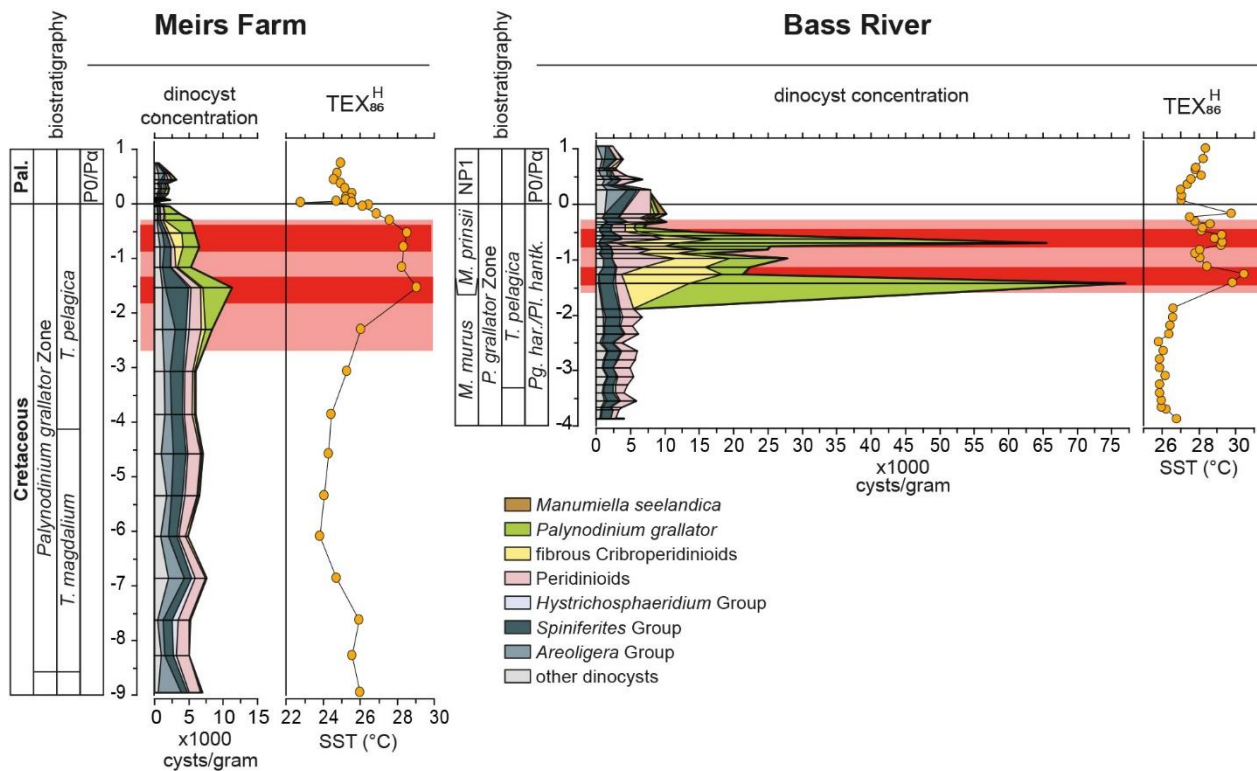 Meirs Farm
biostratigraphy
dinocyst
concentration
TEX₈₆ᴴ
Pal.
Cretaceous
Palynodinium grallator Zone
T. pelagica
T. magdalium
P0/Pα
1
0
-1
-2
-3
-4
-5
-6
-7
-8
-9
0 5 10 15
x1000
cysts/gram
22 24 26 28 30
SST (°C)
Bass River
biostratigraphy
dinocyst concentration
TEX₈₆ᴴ
NP1
M. prinsii
M. murus
P. grallator Zone
T. pelagica
P0/Pα
Pg. har./Pl. hantk.
1
0
-1
-2
-3
-4
0 5 10 15 20 25 30 35 40 45 50 55 60 65 70 75
x1000
cysts/gram
26 28 30
SST (°C)
Manumiella seelandica
Palynodinium grallator
fibrous Cribroperidinioids
Peridinioids
Hystrichosphaeridium Group
Spiniferites Group
Areoligera Group
other dinocysts